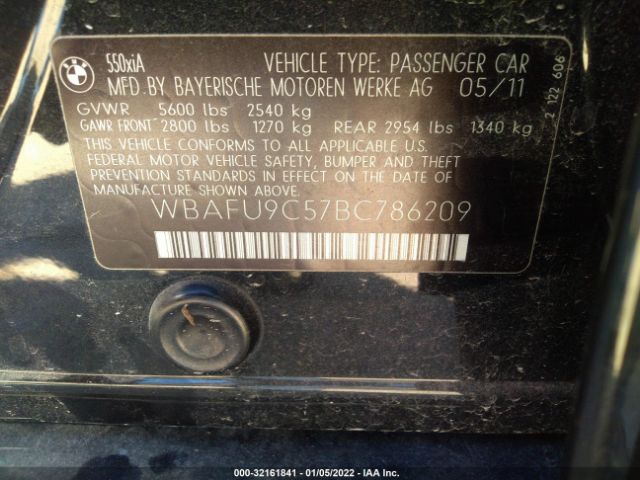 BMW
550xiA VEHICLE TYPE: PASSENGER CAR
MFD.BY BAYERISCHE MOTOREN WERKE AG 05/11
GVWR 5600 lbs 2540 kg
GAWR FRONT 2800 lbs 1270 kg REAR 2954 lbs 1340 kg
THIS VEHICLE CONFORMS TO ALL APPLICABLE U.S.
FEDERAL MOTOR VEHICLE SAFETY, BUMPER AND THEFT
PREVENTION STANDARDS IN EFFECT ON THE DATE OF
MANUFACTURE SHOWN ABOVE.
WBAFU9C57BC786209
2 122 606
000-32161841 - 01/05/2022 - IAA Inc.